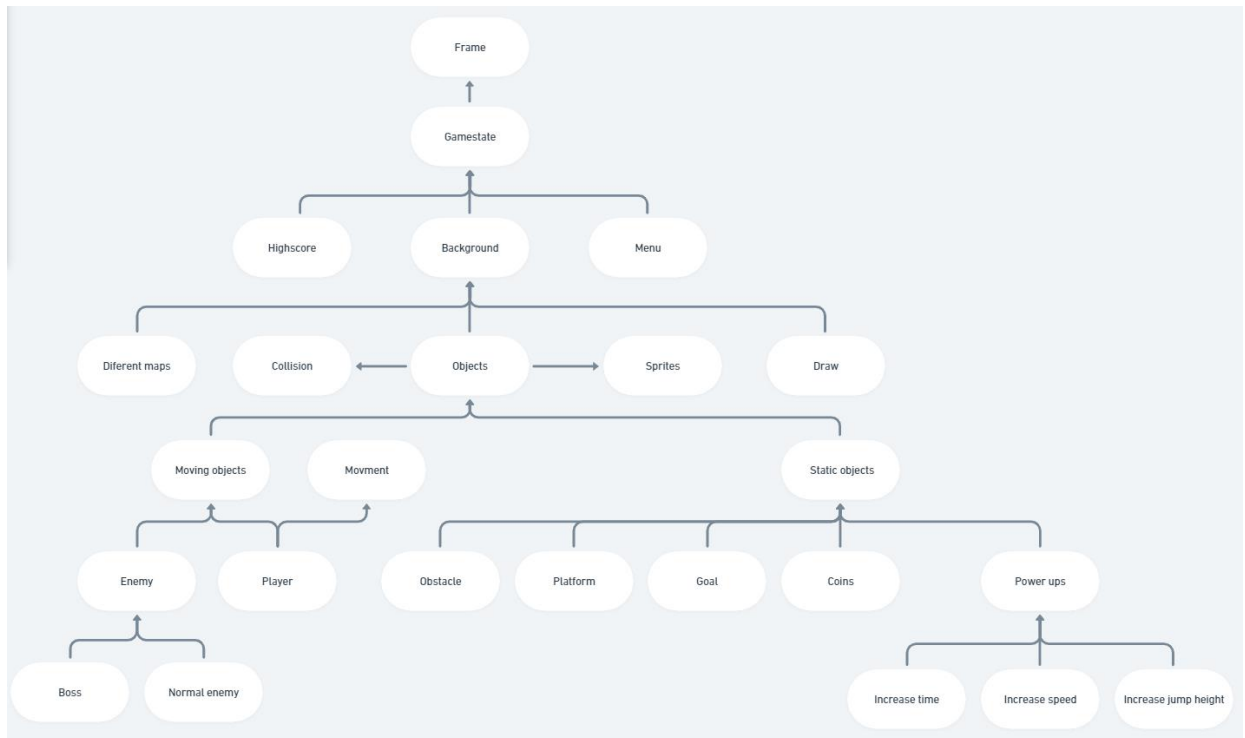 Frame
Gamestate
Highscore
Background
Menu
Diferent maps
Collision
Objects
Sprites
Draw
Moving objects
Movment
Static objects
Enemy
Player
Obstacle
Platform
Goal
Coins
Power ups
Boss
Normal enemy
Increase time
Increase speed
Increase jump height